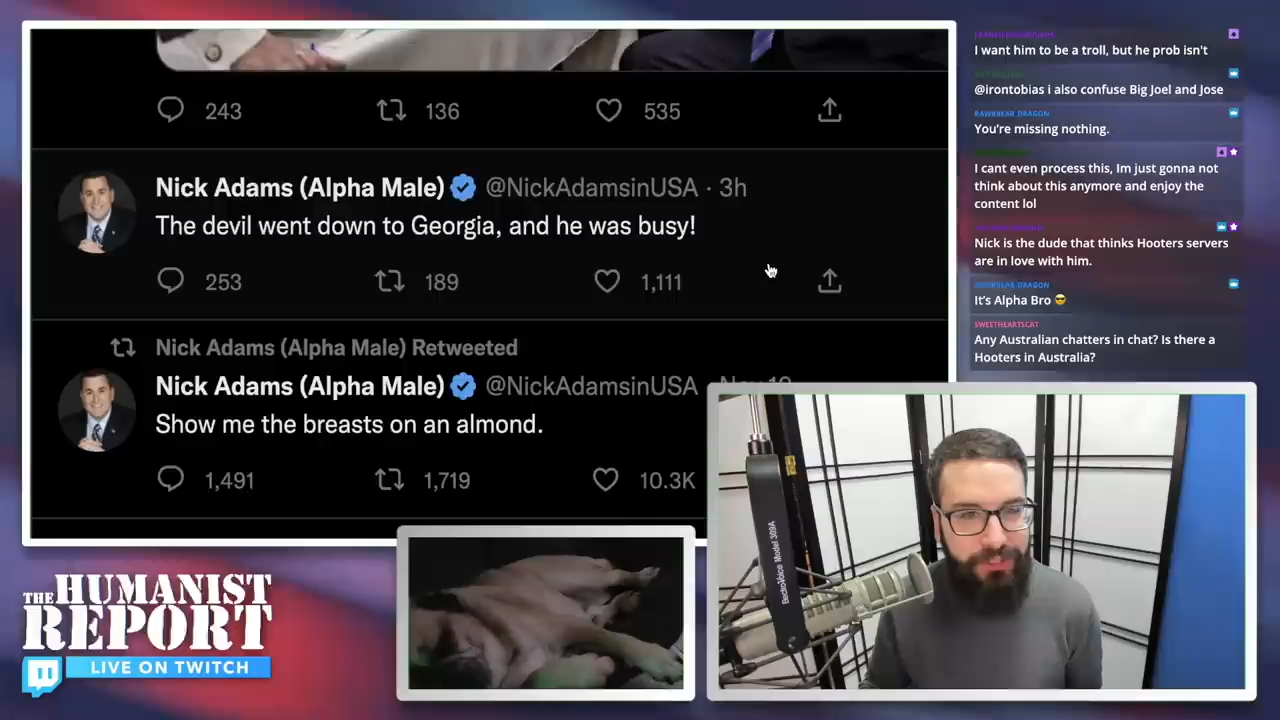 243 136 535
Nick Adams (Alpha Male) @NickAdamsinUSA · 3h
The devil went down to Georgia, and he was busy!
253 189 1,111
Nick Adams (Alpha Male) Retweeted
Nick Adams (Alpha Male) @NickAdamsinUSA
Show me the breasts on an almond.
1,491 1,719 10.3K
I want him to be a troll, but he prob isn't
@irontobias i also confuse Big Joel and Jose
RAWRBEAR_DRAGON
You're missing nothing.
I cant even process this, Im just gonna not
think about this anymore and enjoy the
content lol
Nick is the dude that thinks Hooters servers
are in love with him.
RAWRBEAR_DRAGON
It's Alpha Bro 😎
SWEETHEARTSCAT
Any Australian chatters in chat? Is there a
Hooters in Australia?
ElectroVoice Model 309A
THE HUMANIST
REPORT
LIVE ON TWITCH